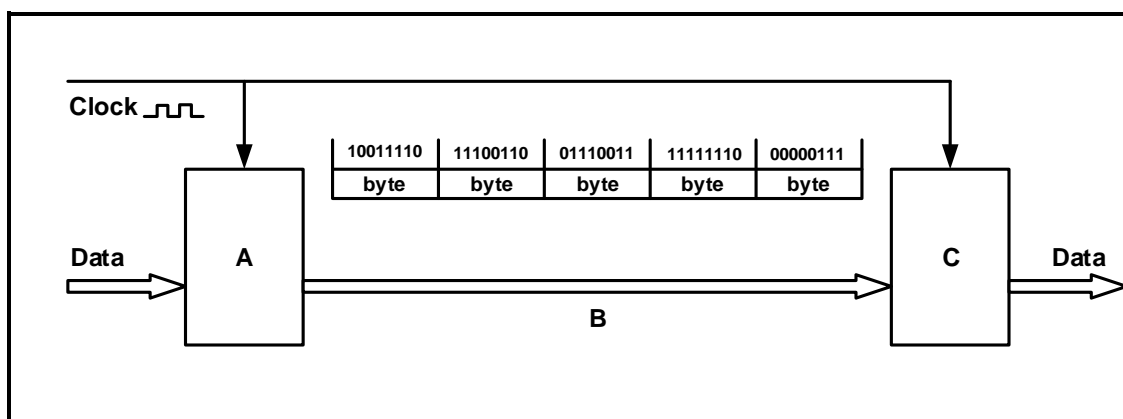 Clock
10011110 11100110 01110011 11111110 00000111
byte byte byte byte byte
Data A C Data
B